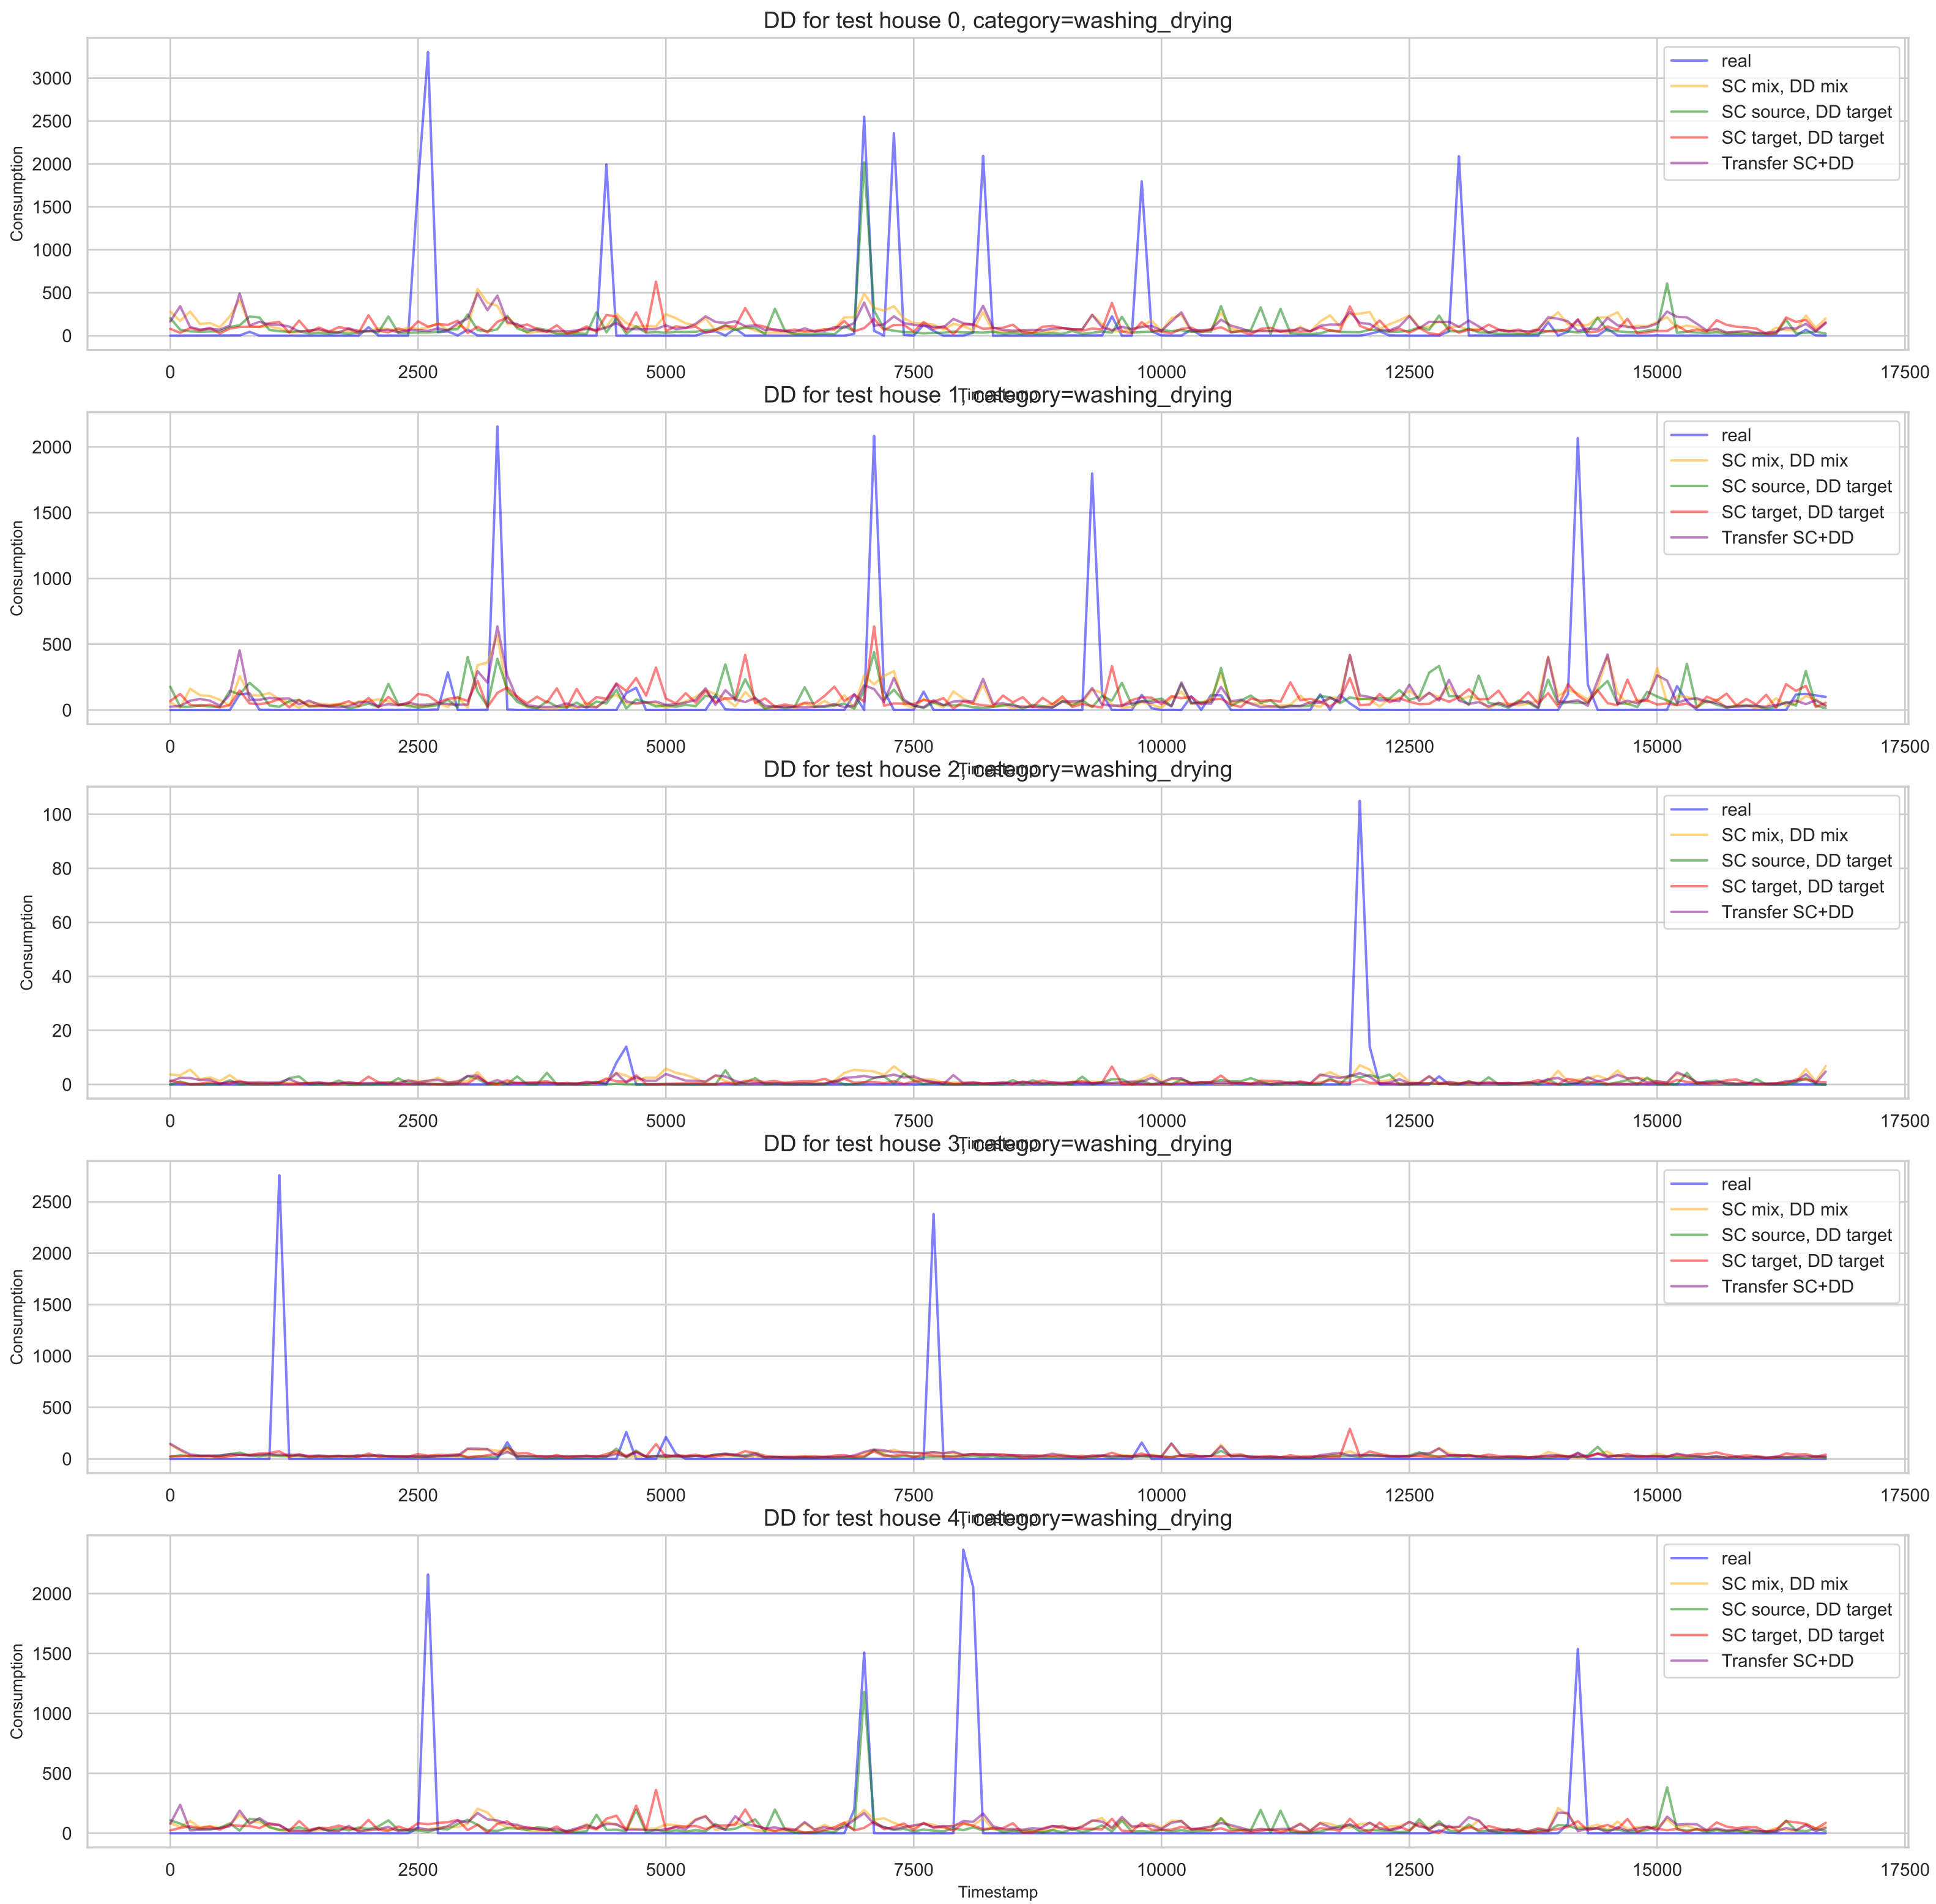 DD for test house 0, category=washing_drying
3000
2500
2000
1500
1000
500
0
Consumption
real
SC mix, DD mix
SC source, DD target
SC target, DD target
Transfer SC+DD
0 2500 5000 7500 10000 12500 15000 17500
Timestamp
DD for test house 1, category=washing_drying
2000
1500
1000
500
0
Consumption
real
SC mix, DD mix
SC source, DD target
SC target, DD target
Transfer SC+DD
0 2500 5000 7500 10000 12500 15000 17500
Timestamp
DD for test house 2, category=washing_drying
100
80
60
40
20
0
Consumption
real
SC mix, DD mix
SC source, DD target
SC target, DD target
Transfer SC+DD
0 2500 5000 7500 10000 12500 15000 17500
Timestamp
DD for test house 3, category=washing_drying
2500
2000
1500
1000
500
0
Consumption
real
SC mix, DD mix
SC source, DD target
SC target, DD target
Transfer SC+DD
0 2500 5000 7500 10000 12500 15000 17500
Timestamp
DD for test house 4, category=washing_drying
2000
1500
1000
500
0
Consumption
real
SC mix, DD mix
SC source, DD target
SC target, DD target
Transfer SC+DD
0 2500 5000 7500 10000 12500 15000 17500
Timestamp